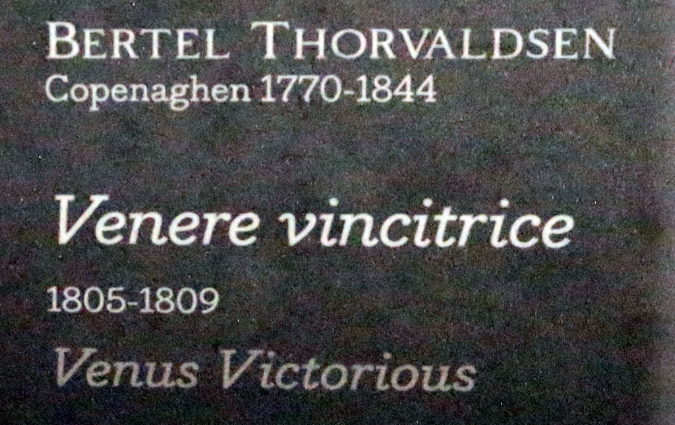 BERTEL THORVALDSEN
Copenaghen 1770-1844
Venere vincitrice
1805-1809
Venus Victorious